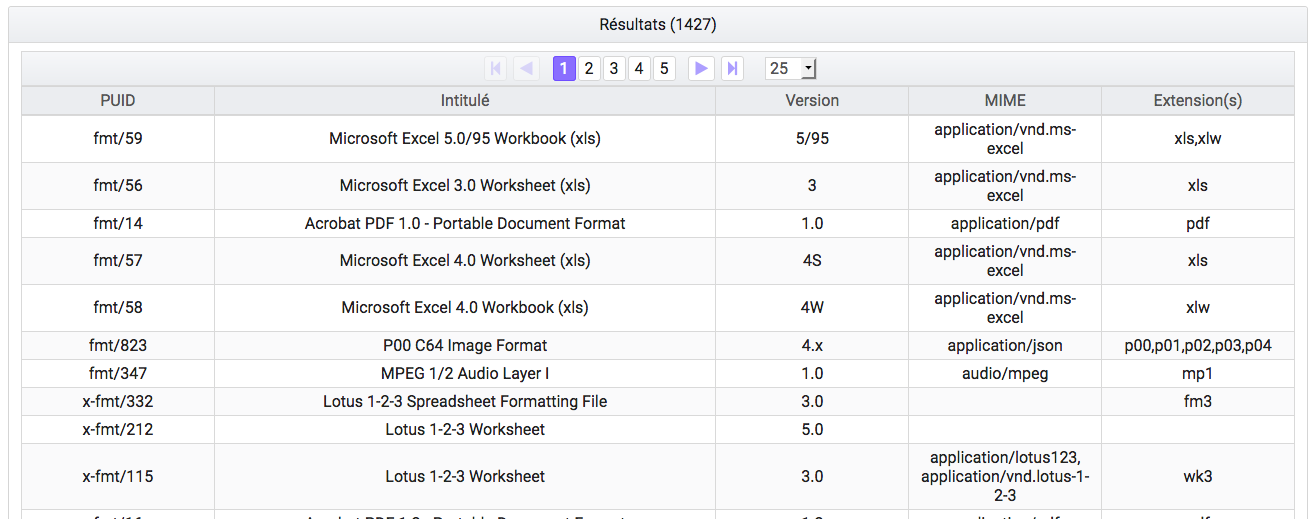 Résultats (1427)
1 2 3 4 5 25
PUID Intitulé Version MIME Extension(s)
fmt/59 Microsoft Excel 5.0/95 Workbook (xls) 5/95 application/vnd.ms-
excel xls,xlw
fmt/56 Microsoft Excel 3.0 Worksheet (xls) 3 application/vnd.ms-
excel xls
fmt/14 Acrobat PDF 1.0 - Portable Document Format 1.0 application/pdf pdf
fmt/57 Microsoft Excel 4.0 Worksheet (xls) 4S application/vnd.ms-
excel xls
fmt/58 Microsoft Excel 4.0 Workbook (xls) 4W application/vnd.ms-
excel xlw
fmt/823 P00 C64 Image Format 4.x application/json p00,p01,p02,p03,p04
fmt/347 MPEG 1/2 Audio Layer I 1.0 audio/mpeg mp1
x-fmt/332 Lotus 1-2-3 Spreadsheet Formatting File 3.0 fm3
x-fmt/212 Lotus 1-2-3 Worksheet 5.0
x-fmt/115 Lotus 1-2-3 Worksheet 3.0 application/lotus123,
application/vnd.lotus-1-
2-3 wk3